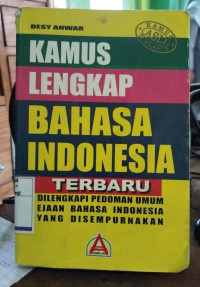 DESY ANWAR
KAMUS
LENGKAP
BAHASA
INDONESIA
TERBARU
DILENGKAPI PEDOMAN UMUM
EJAAN BAHASA INDONESIA
YANG DISEMPURNAKAN